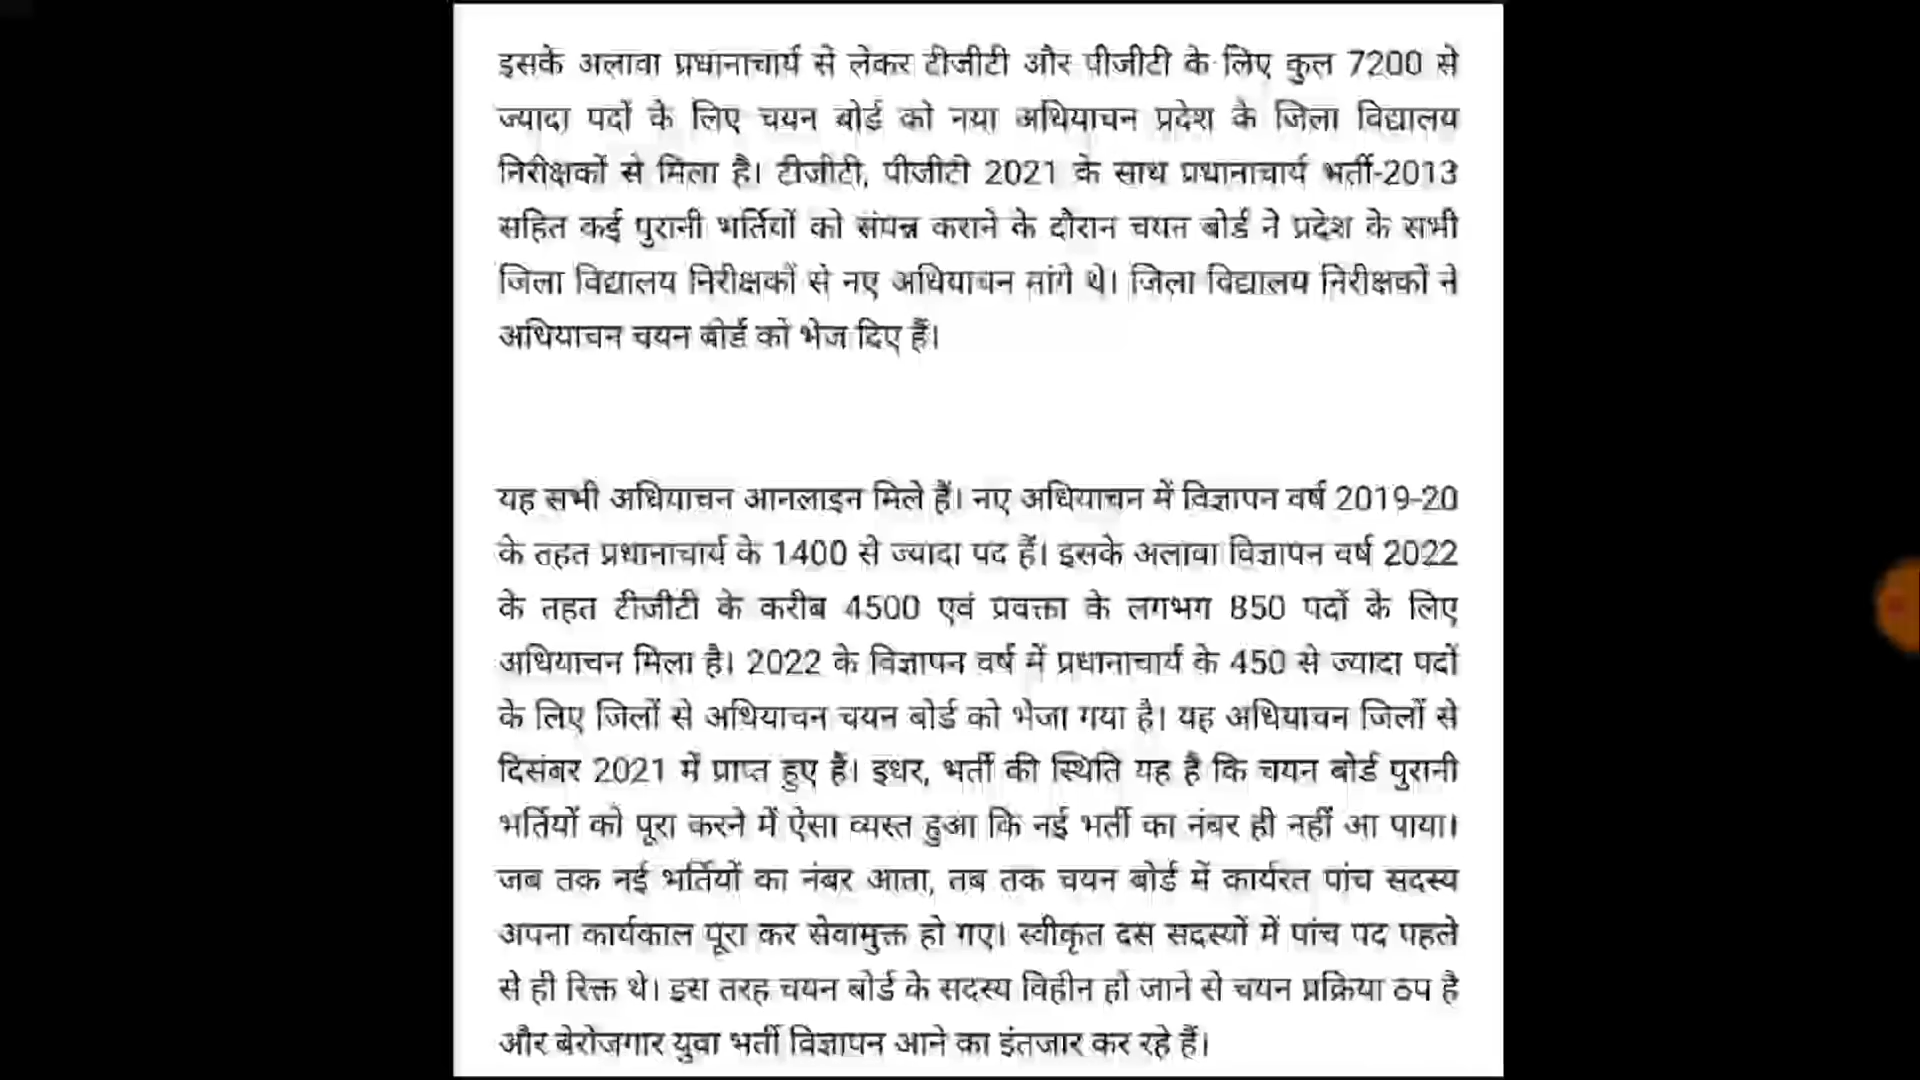 इसके अलावा प्रधानाचार्य से लेकर टीजीटी और पीजीटी के लिए कुल 7200 से
ज्यादा पदों के लिए चयन बोर्ड को नया अधियाचन प्रदेश के जिला विद्यालय
निरीक्षकों से मिला है। टीजीटी, पीजीटी 2021 के साथ प्रधानाचार्य भर्ती-2013
सहित कई पुरानी भर्तियों को संपन्न कराने के दौरान चयन बोर्ड ने प्रदेश के सभी
जिला विद्यालय निरीक्षकों से नए अधियाचन मांगे थे। जिला विद्यालय निरीक्षकों ने
अधियाचन चयन बोर्ड को भेज दिए हैं।
यह सभी अधियाचन आनलाइन मिले हैं। नए अधियाचन में विज्ञापन वर्ष 2019-20
के तहत प्रधानाचार्य के 1400 से ज्यादा पद हैं। इसके अलावा विज्ञापन वर्ष 2022
के तहत टीजीटी के करीब 4500 एवं प्रवक्ता के लगभग 850 पदों के लिए
अधियाचन मिला है। 2022 के विज्ञापन वर्ष में प्रधानाचार्य के 450 से ज्यादा पदों
के लिए जिलों से अधियाचन चयन बोर्ड को भेजा गया है। यह अधियाचन जिलों से
दिसंबर 2021 में प्राप्त हुए हैं। इधर, भर्ती की स्थिति यह है कि चयन बोर्ड पुरानी
भर्तियों को पूरा करने में ऐसा व्यस्त हुआ कि नई भर्ती का नंबर ही नहीं आ पाया।
जब तक नई भर्तियों का नंबर आता, तब तक चयन बोर्ड में कार्यरत पांच सदस्य
अपना कार्यकाल पूरा कर सेवामुक्त हो गए। स्वीकृत दस सदस्यों में पांच पद पहले
से ही रिक्त थे। इस तरह चयन बोर्ड के सदस्य विहीन हो जाने से चयन प्रक्रिया ठप है
और बेरोजगार युवा भर्ती विज्ञापन आने का इंतजार कर रहे हैं।